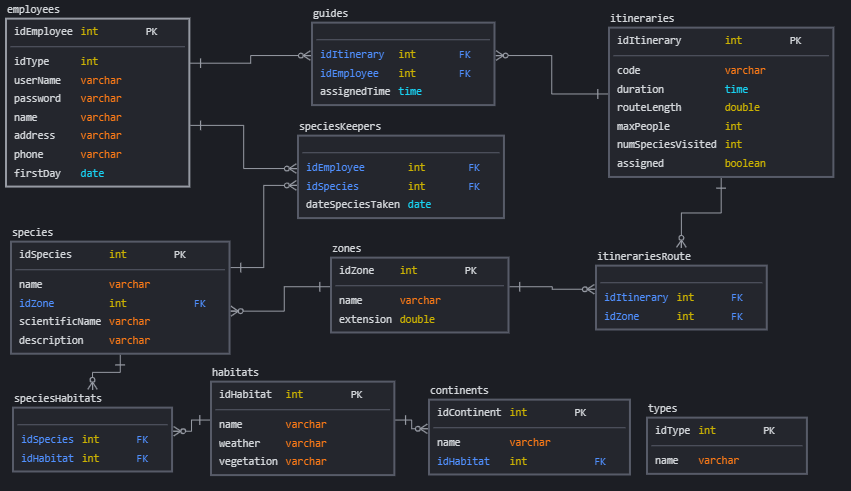 employees
idEmployee int PK
idType int
userName varchar
password varchar
name varchar
address varchar
phone varchar
firstDay date
guides
idItinerary int FK
idEmployee int FK
assignedTime time
itineraries
idItinerary int PK
code varchar
duration time
routeLength double
maxPeople int
numSpeciesVisited int
assigned boolean
speciesKeepers
idEmployee int FK
idSpecies int FK
dateSpeciesTaken date
species
idSpecies int PK
name varchar
idZone int FK
scientificName varchar
description varchar
zones
idZone int PK
name varchar
extension double
itinerariesRoute
idItinerary int FK
idZone int FK
speciesHabitats
idSpecies int FK
idHabitat int FK
habitats
idHabitat int PK
name varchar
weather varchar
vegetation varchar
continents
idContinent int PK
name varchar
idHabitat int FK
types
idType int PK
name varchar